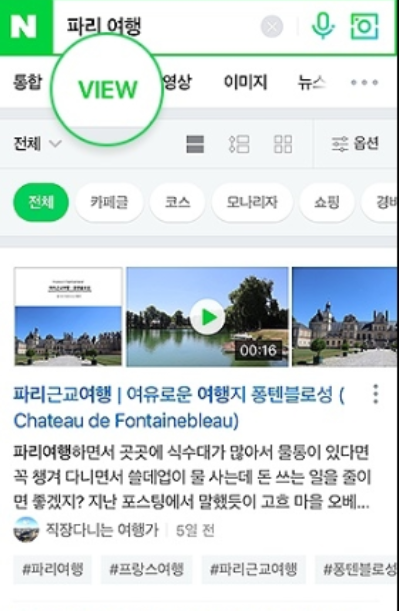 N 파리 여행
통합 VIEW 영상 이미지 뉴스
전체 옵션
전체 카페글 코스 모나리자 쇼핑
00:16
파리근교여행 | 여유로운 여행지 퐁텐블로성 (
Chateau de Fontainebleau)
파리여행하면서 곳곳에 식수대가 많아서 물통이 있다면
꼭 챙겨 다니면서 쓸데업이 물 사는데 돈 쓰는 일을 줄이
면 좋겠지? 지난 포스팅에서 말했듯이 고흐 마을 오베...
직장다니는 여행가 5일 전
#파리여행 #프랑스여행 #파리근교여행 #퐁텐블로성